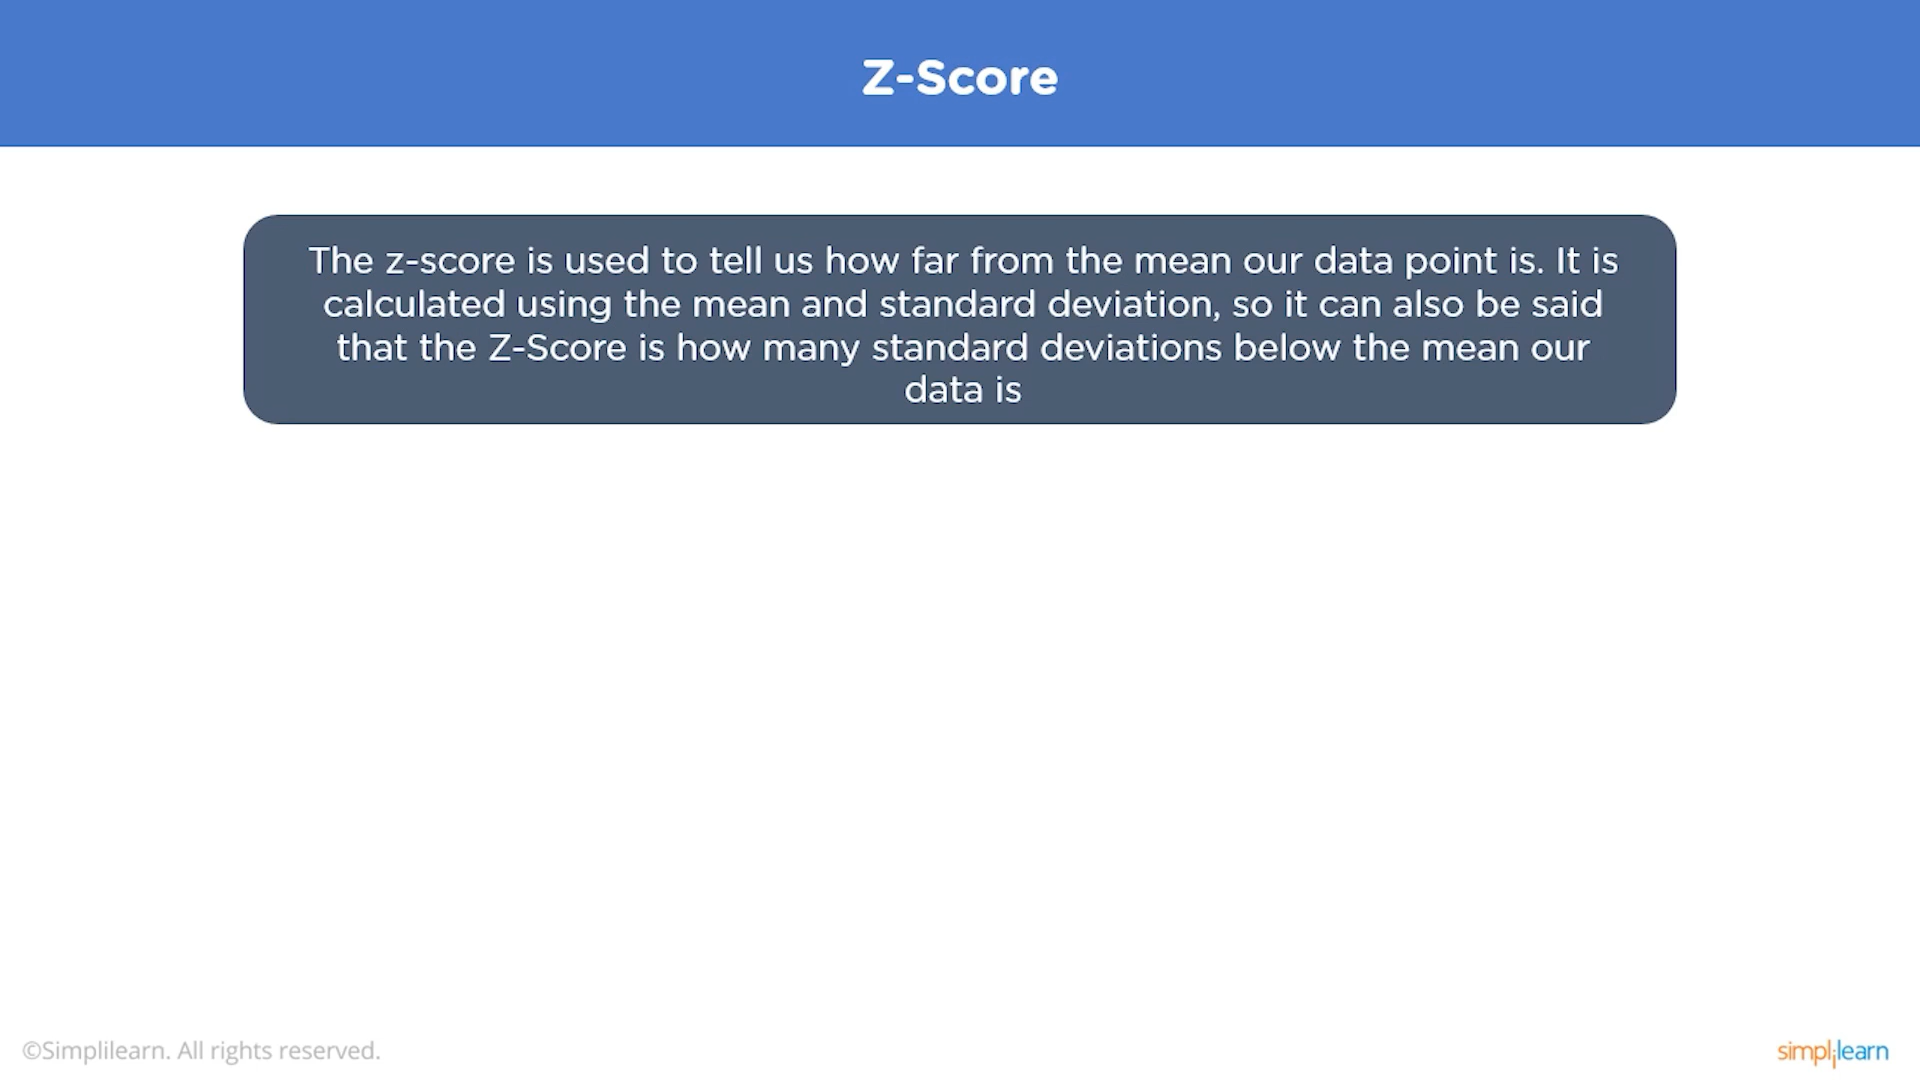 Z-Score
The z-score is used to tell us how far from the mean our data point is. It is
calculated using the mean and standard deviation, so it can also be said
that the Z-Score is how many standard deviations below the mean our
data is
©Simplilearn. All rights reserved.
simplilearn